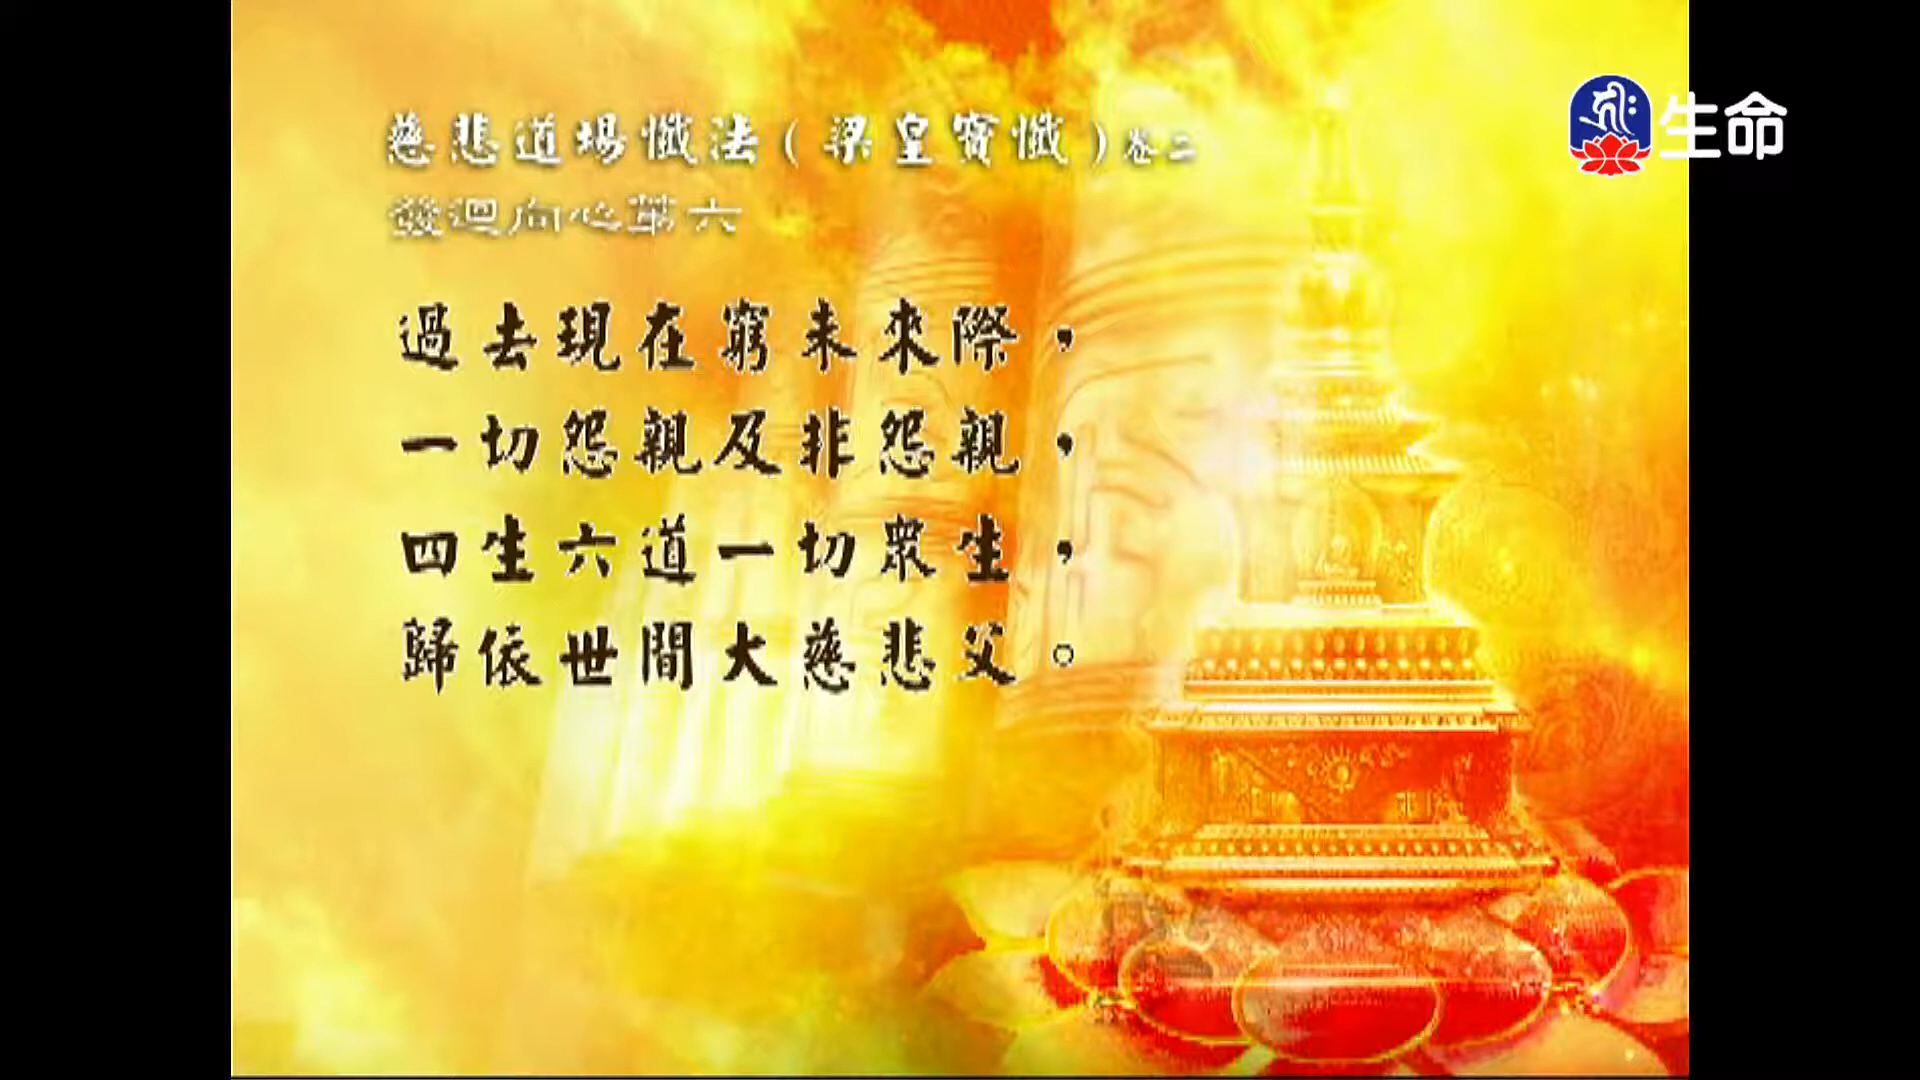 慈悲道場懺法(梁皇寶懺)卷二
生命
發迴向心第六
過去現在窮未來際，
一切怨親及非怨親，
四生六道一切眾生，
歸依世間大慈悲父。